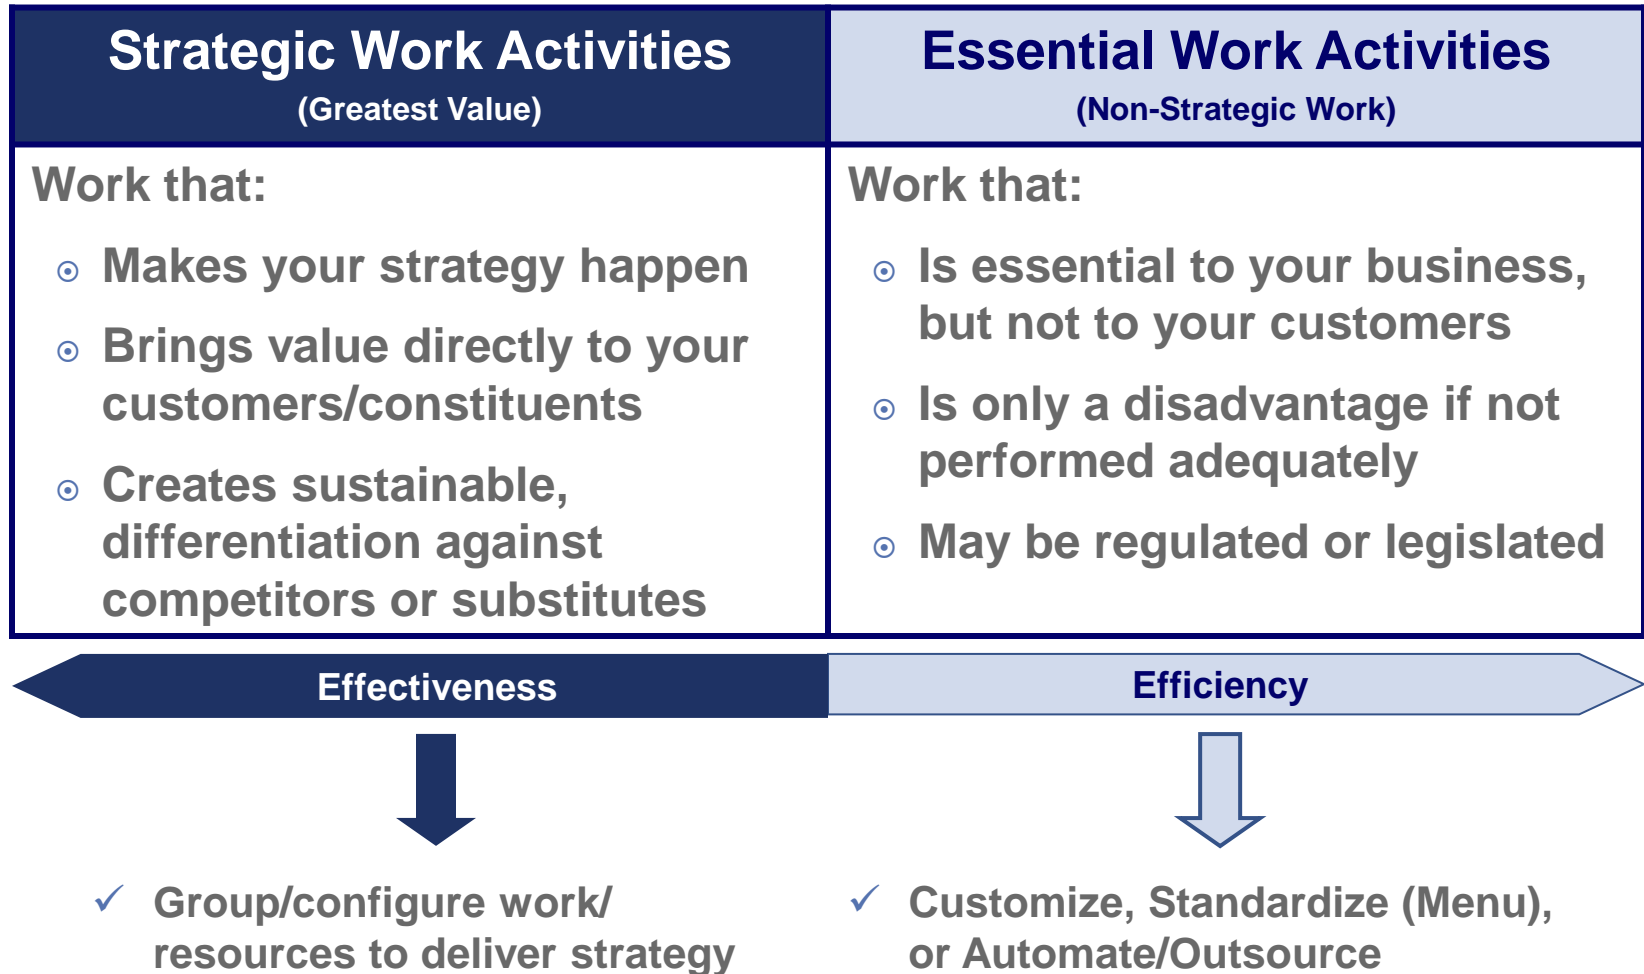 Strategic Work Activities
(Greatest Value)
Work that:
Makes your strategy happen
Brings value directly to your
customers/constituents
Creates sustainable,
differentiation against
competitors or substitutes
Essential Work Activities
(Non-Strategic Work)
Work that:
Is essential to your business,
but not to your customers
Is only a disadvantage if not
performed adequately
May be regulated or legislated
Effectiveness
Efficiency
✓ Group/configure work/
resources to deliver strategy
✓ Customize, Standardize (Menu),
or Automate/Outsource